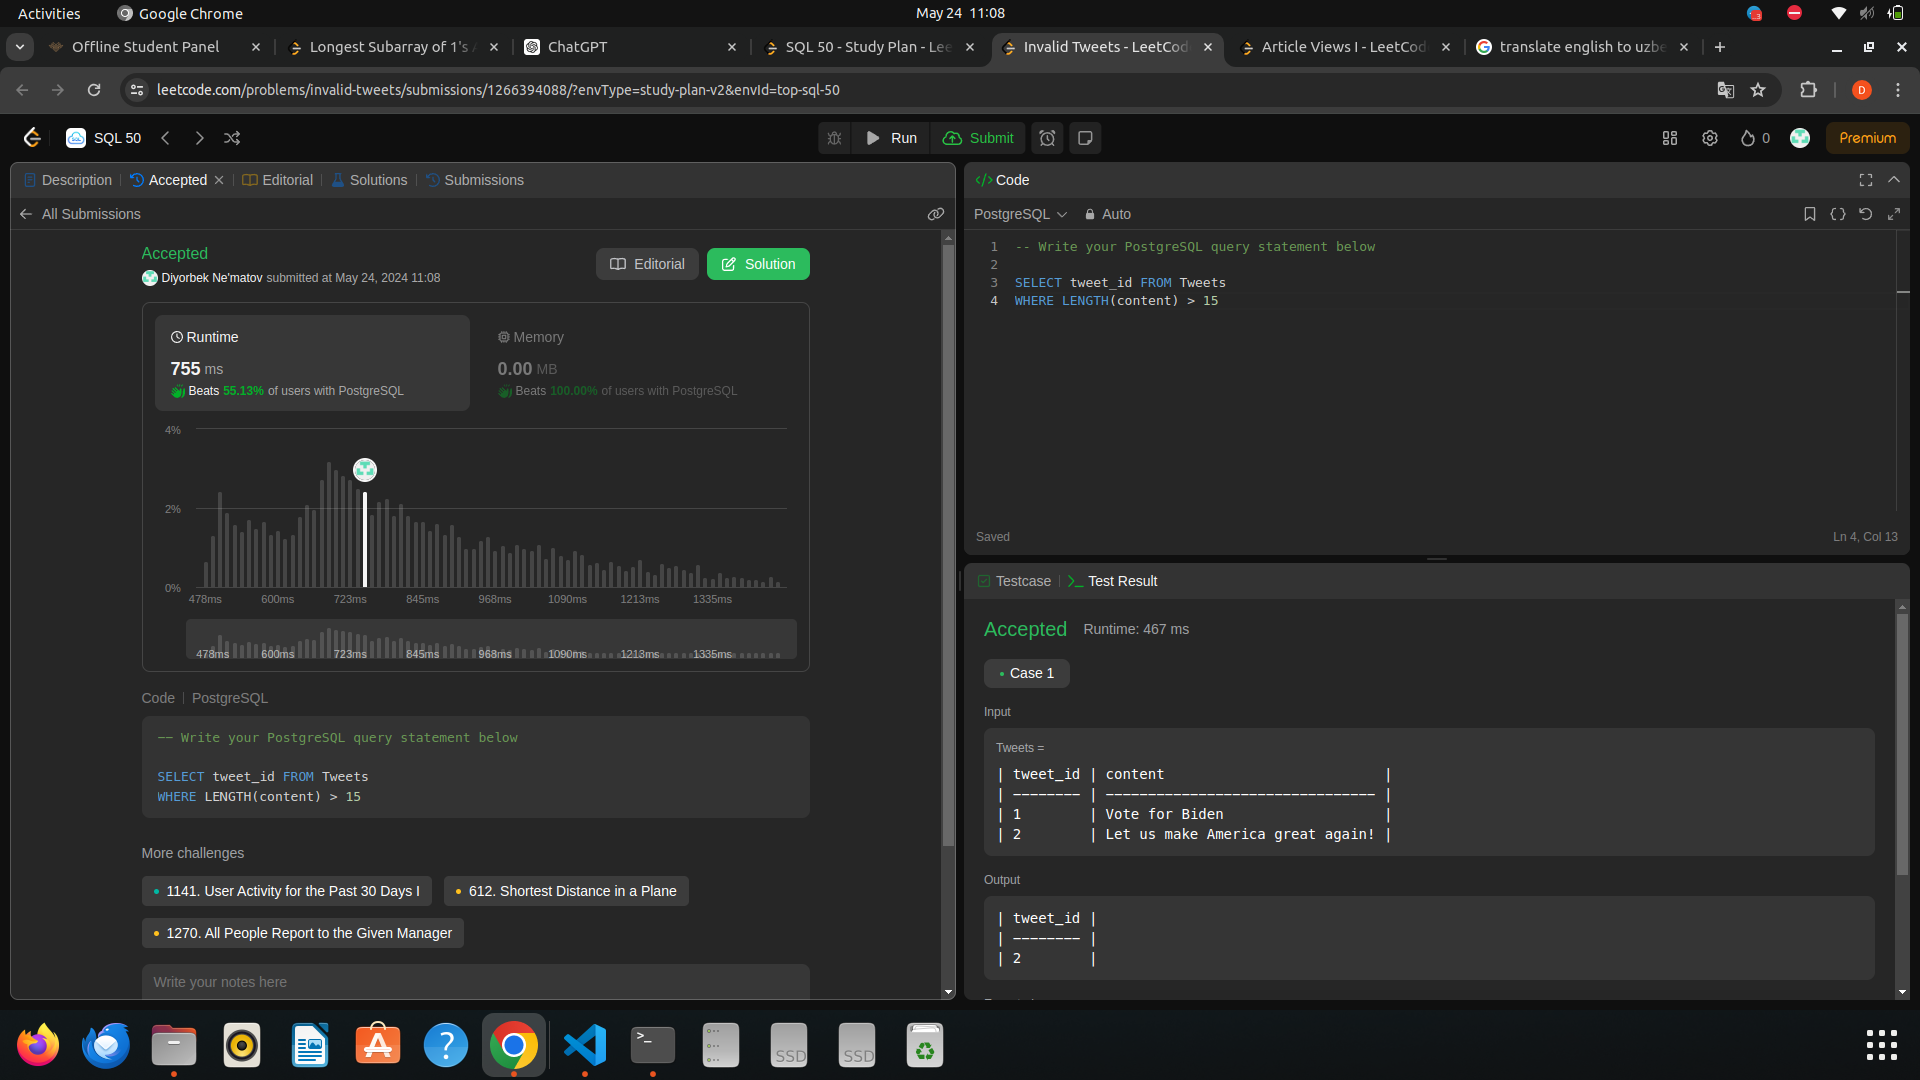 Activities
Google Chrome
May 24 11:08
Offline Student Panel
Longest Subarray of 1's
ChatGPT
SQL 50 - Study Plan - Lee
Invalid Tweets - LeetCod
Article Views I - LeetCod
translate english to uzbe
leetcode.com/problems/invalid-tweets/submissions/1266394088/?envType=study-plan-v2&envId=top-sql-50
D
SQL 50
Run
Submit
0
Premium
Description
Accepted
Editorial
Solutions
Submissions
All Submissions
Accepted
Diyorbek Ne'matov submitted at May 24, 2024 11:08
Editorial
Solution
Runtime
755 ms
Beats 55.13% of users with PostgreSQL
Memory
0.00 MB
Beats 100.00% of users with PostgreSQL
4%
2%
0%
478ms 600ms 723ms 845ms 968ms 1090ms 1213ms 1335ms
478ms 600ms 723ms 845ms 968ms 1090ms 1213ms 1335ms
Code | PostgreSQL
-- Write your PostgreSQL query statement below
SELECT tweet_id FROM Tweets
WHERE LENGTH(content) > 15
More challenges
1141. User Activity for the Past 30 Days I
612. Shortest Distance in a Plane
1270. All People Report to the Given Manager
Write your notes here
</> Code
PostgreSQL
Auto
1 -- Write your PostgreSQL query statement below
2
3 SELECT tweet_id FROM Tweets
4 WHERE LENGTH(content) > 15
Saved
Ln 4, Col 13
Testcase
Test Result
Accepted
Runtime: 467 ms
Case 1
Input
Tweets =
| tweet_id | content                          |
| -------- | -------------------------------- |
| 1        | Vote for Biden                   |
| 2        | Let us make America great again! |
Output
| tweet_id |
| -------- |
| 2        |
SSD
SSD